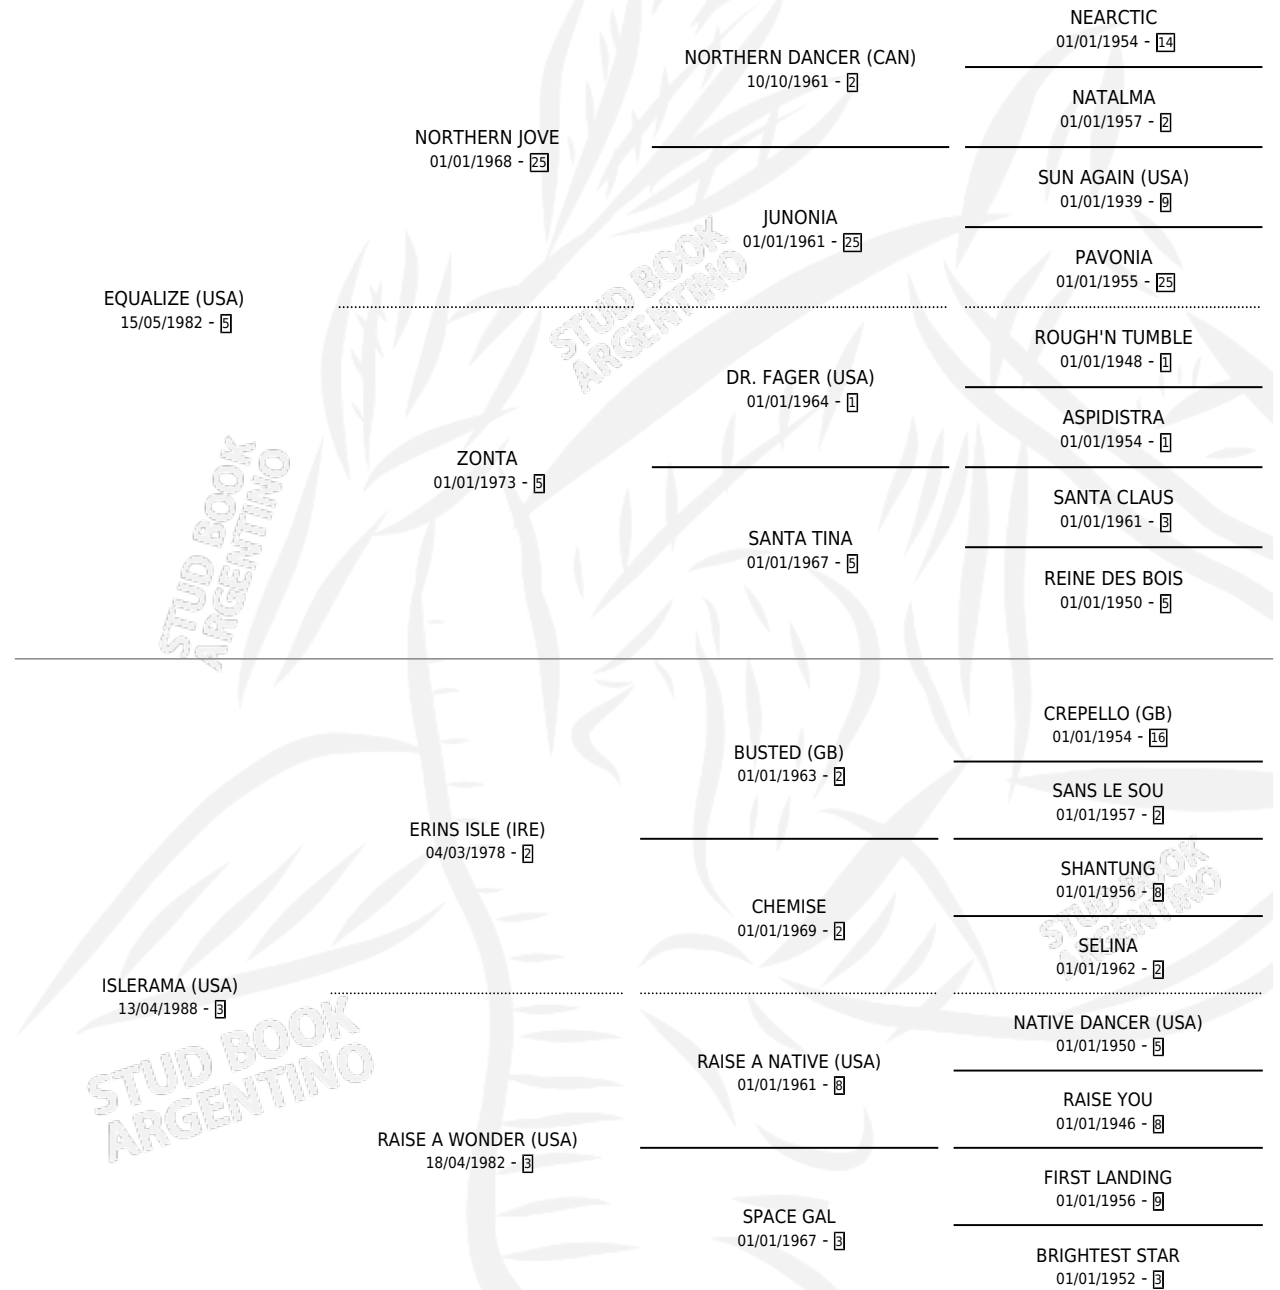 NEARCTIC
01/01/1954 - 14
NORTHERN DANCER (CAN)
10/10/1961 - 2
NATALMA
01/01/1957 - 2
NORTHERN JOVE
01/01/1968 - 25
SUN AGAIN (USA)
01/01/1939 - 9
JUNONIA
01/01/1961 - 25
PAVONIA
01/01/1955 - 25
EQUALIZE (USA)
15/05/1982 - 5
STUD BOOK
ARGENTINO
ROUGH'N TUMBLE
01/01/1948 - 1
DR. FAGER (USA)
01/01/1964 - 1
ASPIDISTRA
01/01/1954 - 1
ZONTA
01/01/1973 - 5
SANTA CLAUS
01/01/1961 - 3
SANTA TINA
01/01/1967 - 5
REINE DES BOIS
01/01/1950 - 5
STUD BOOK
ARGENTINO
CREPELLO (GB)
01/01/1954 - 16
BUSTED (GB)
01/01/1963 - 2
SANS LE SOU
01/01/1957 - 2
ERINS ISLE (IRE)
04/03/1978 - 2
SHANTUNG
01/01/1956 - 8
CHEMISE
01/01/1969 - 2
SELINA
01/01/1962 - 2
STUD BOOK
ARGENTINO
ISLERAMA (USA)
13/04/1988 - 3
STUD BOOK
ARGENTINO
NATIVE DANCER (USA)
01/01/1950 - 5
RAISE A NATIVE (USA)
01/01/1961 - 8
RAISE YOU
01/01/1946 - 8
RAISE A WONDER (USA)
18/04/1982 - 3
FIRST LANDING
01/01/1956 - 9
SPACE GAL
01/01/1967 - 3
BRIGHTEST STAR
01/01/1952 - 3